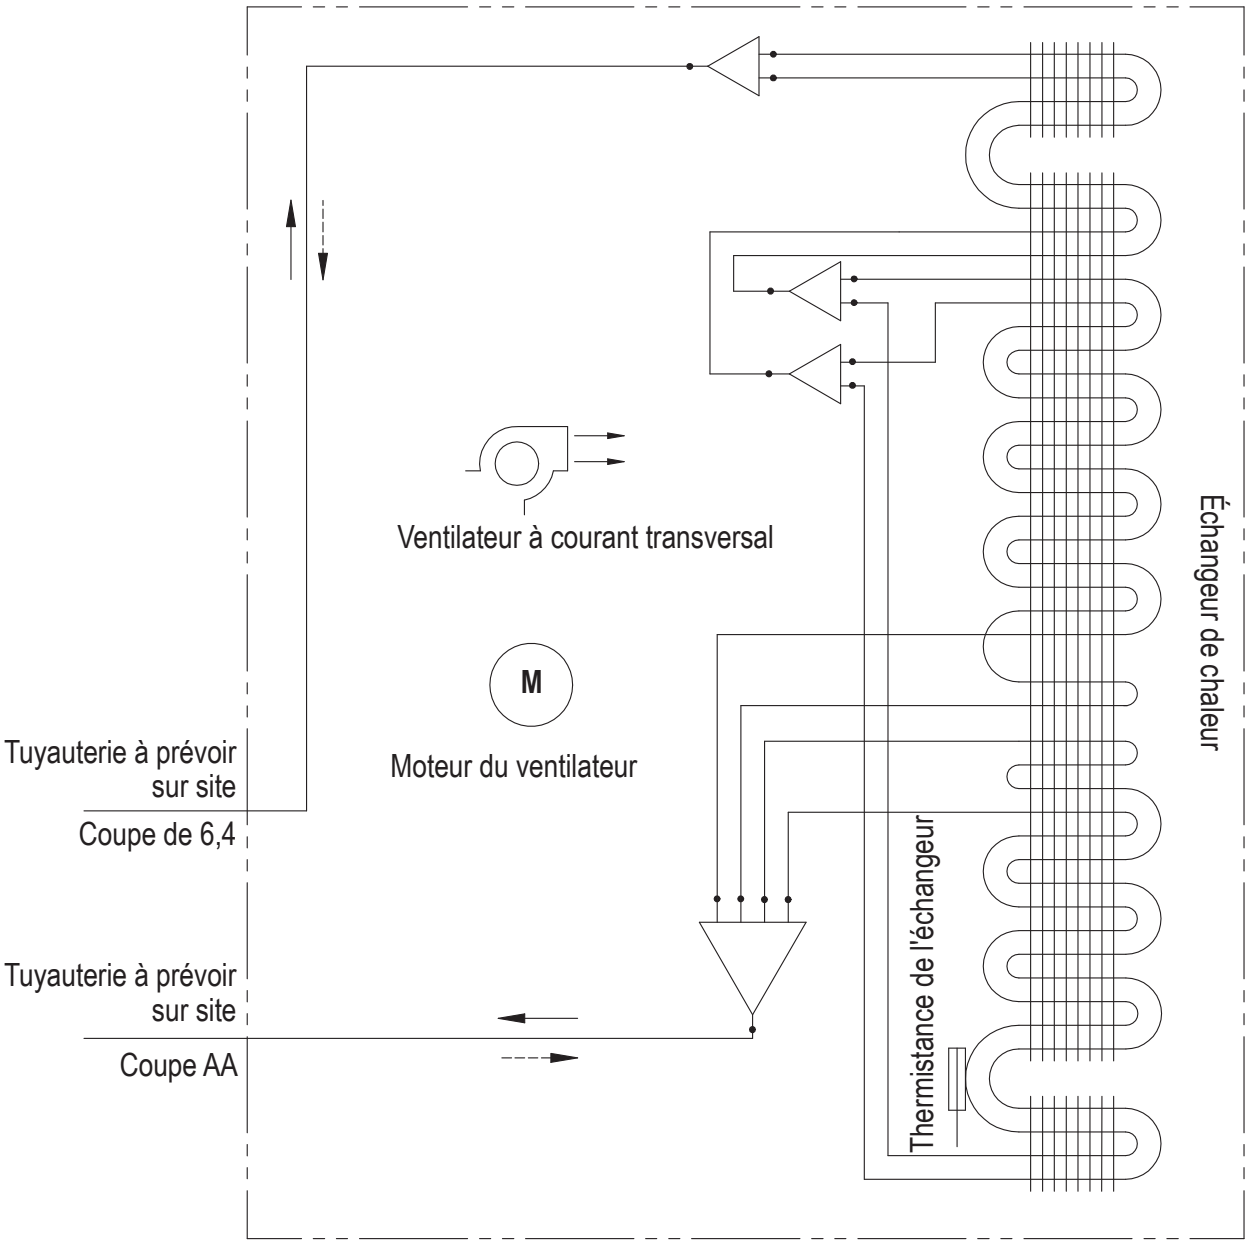 Ventilateur à courant transversal
Échangeur de chaleur
M
Moteur du ventilateur
Tuyauterie à prévoir
sur site
Coupe de 6,4
Thermistance de l'échangeur
Tuyauterie à prévoir
sur site
Coupe AA